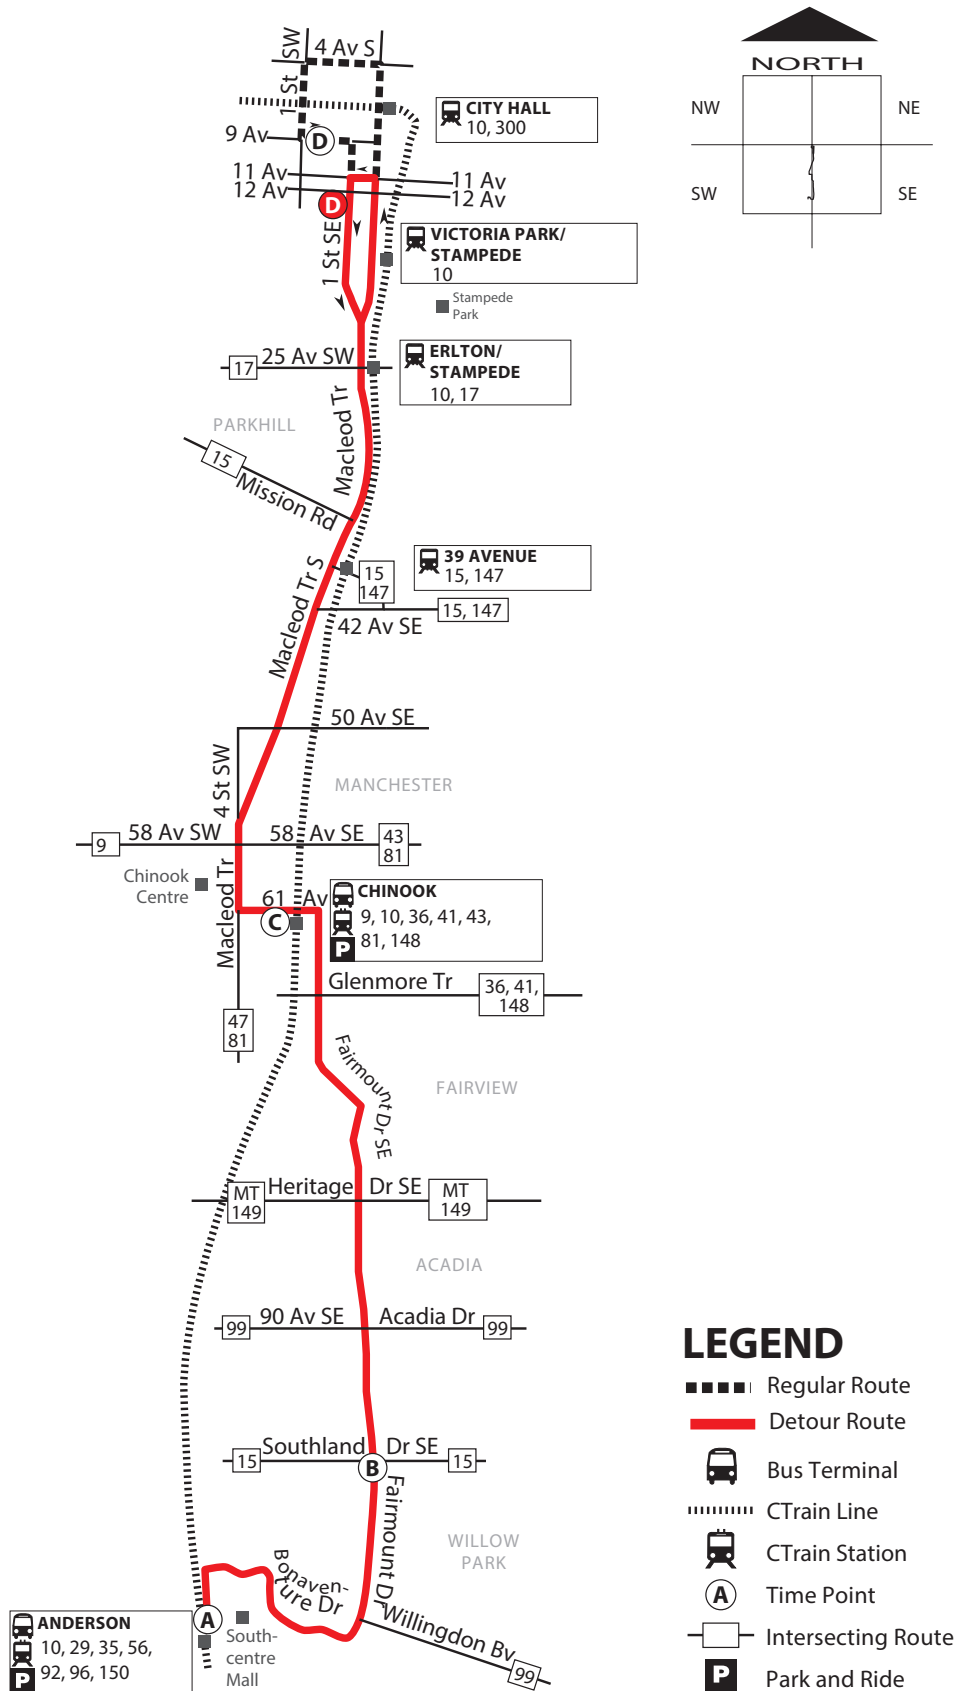 4 Av S
1 St SW
CITY HALL
10, 300
9 Av
D
11 Av
12 Av
11 Av
12 Av
D
1 St SE
VICTORIA PARK/
STAMPEDE
10
Stampede
Park
25 Av SW
17
ERLTON/
STAMPEDE
10, 17
Macleod Tr
PARKHILL
15
Mission Rd
39 AVENUE
15, 147
15
147
Macleod Tr S
15, 147
42 Av SE
50 Av SE
4 St SW
MANCHESTER
9
58 Av SW
58 Av SE
43
81
Chinook
Centre
Macleod Tr
61 Av
C
CHINOOK
9, 10, 36, 41, 43,
81, 148
P
Glenmore Tr
36, 41,
148
47
81
Fairmount Dr SE
FAIRVIEW
MT
149
Heritage Dr SE
MT
149
ACADIA
99
90 Av SE
Acadia Dr
99
15
Southland Dr SE
15
B
Fairmount Dr
WILLOW
PARK
Bonaven-
ture Dr
Willingdon Bv
99
A
South-
centre
Mall
ANDERSON
10, 29, 35, 56,
92, 96, 150
P
NORTH
NW
NE
SW
SE
LEGEND
Regular Route
Detour Route
Bus Terminal
CTrain Line
CTrain Station
A Time Point
Intersecting Route
P Park and Ride